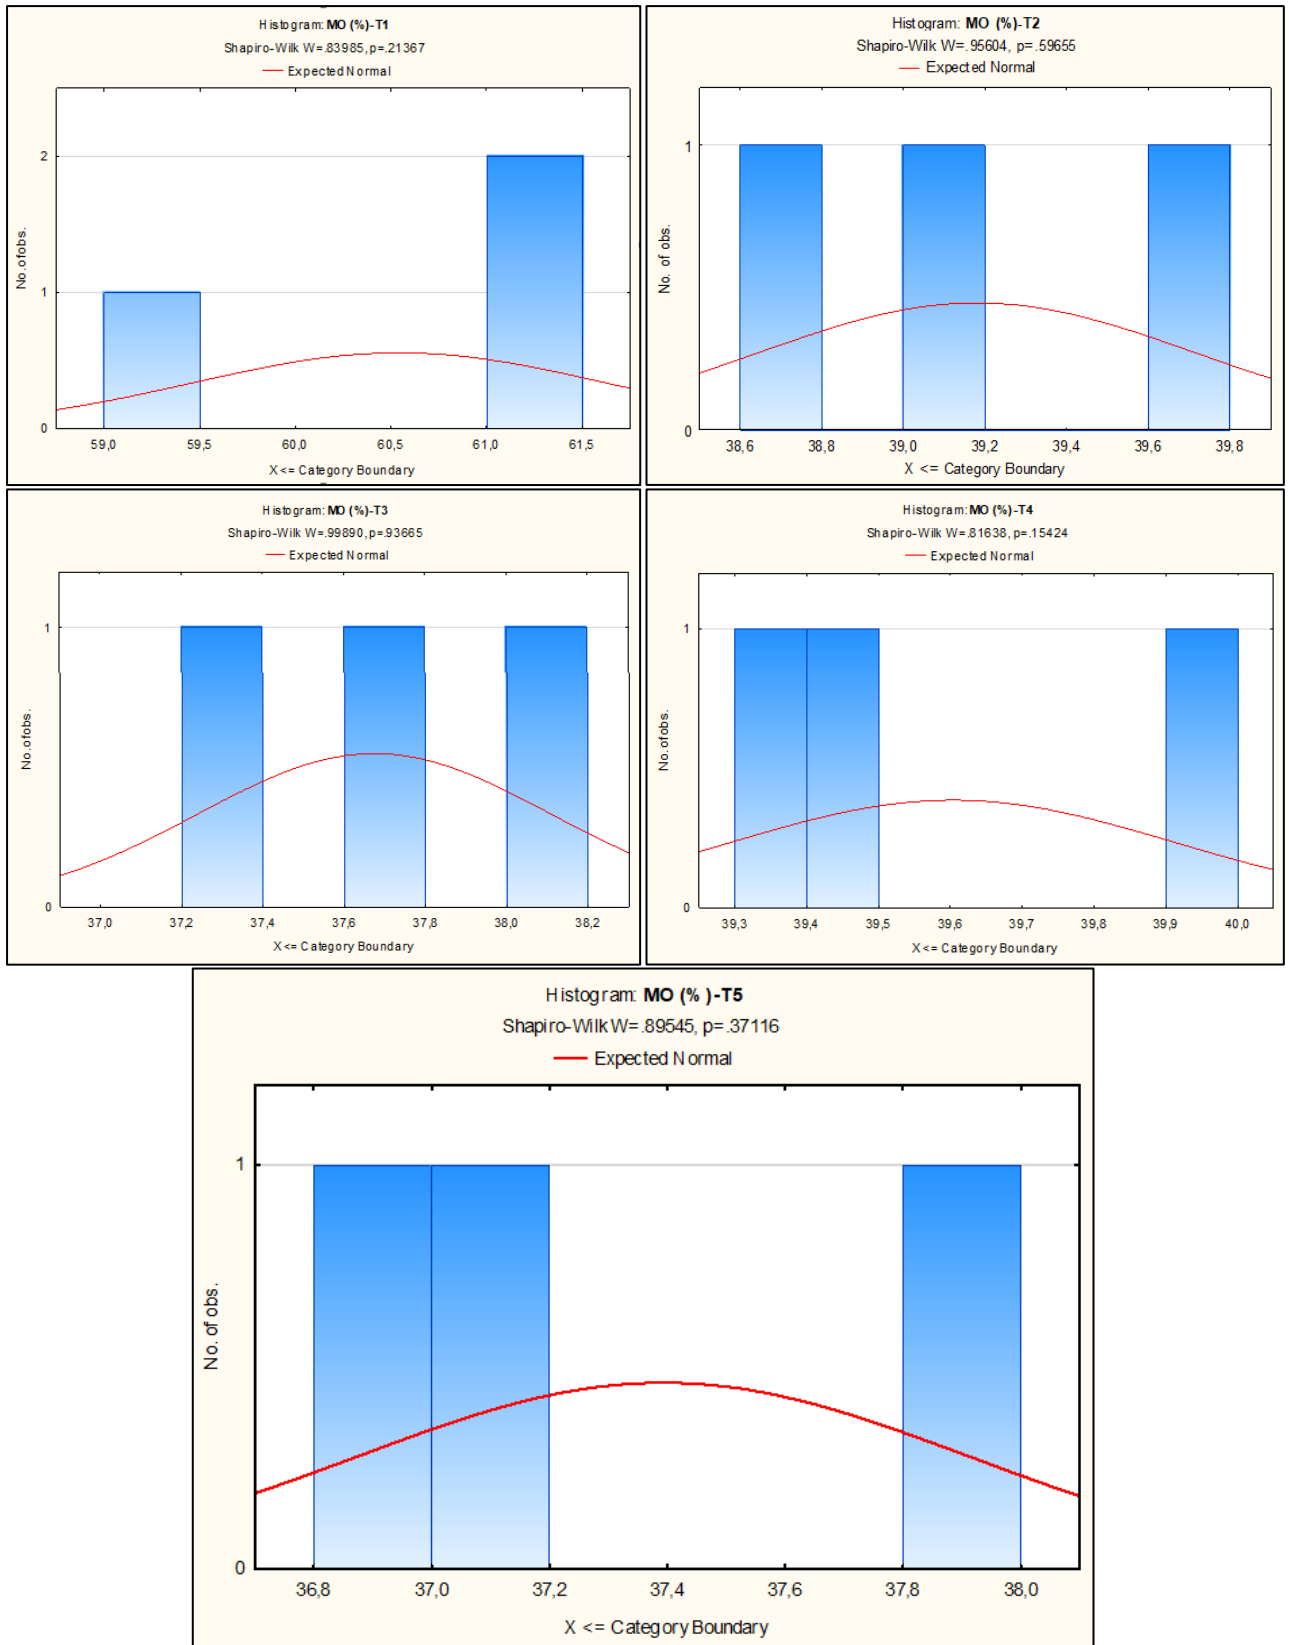 Histogram: MO (%)-T1
Shapiro-Wilk W=.83985, p=.21367
Expected Normal
No. of obs.
2
1
0
59,0 59,5 60,0 60,5 61,0 61,5
X <= Category Boundary
Histogram: MO (%)-T2
Shapiro-Wilk W=.95604, p=.59655
Expected Normal
No. of obs.
1
0
38,6 38,8 39,0 39,2 39,4 39,6 39,8
X <= Category Boundary
Histogram: MO (%)-T3
Shapiro-Wilk W=.99890, p=.93665
Expected Normal
No. of obs.
1
0
37,0 37,2 37,4 37,6 37,8 38,0 38,2
X <= Category Boundary
Histogram: MO (%)-T4
Shapiro-Wilk W=.81638, p=.15424
Expected Normal
No. of obs.
1
0
39,3 39,4 39,5 39,6 39,7 39,8 39,9 40,0
X <= Category Boundary
Histogram: MO (% )-T5
Shapiro-Wilk W=.89545, p=.37116
Expected Normal
No. of obs.
1
0
36,8 37,0 37,2 37,4 37,6 37,8 38,0
X <= Category Boundary